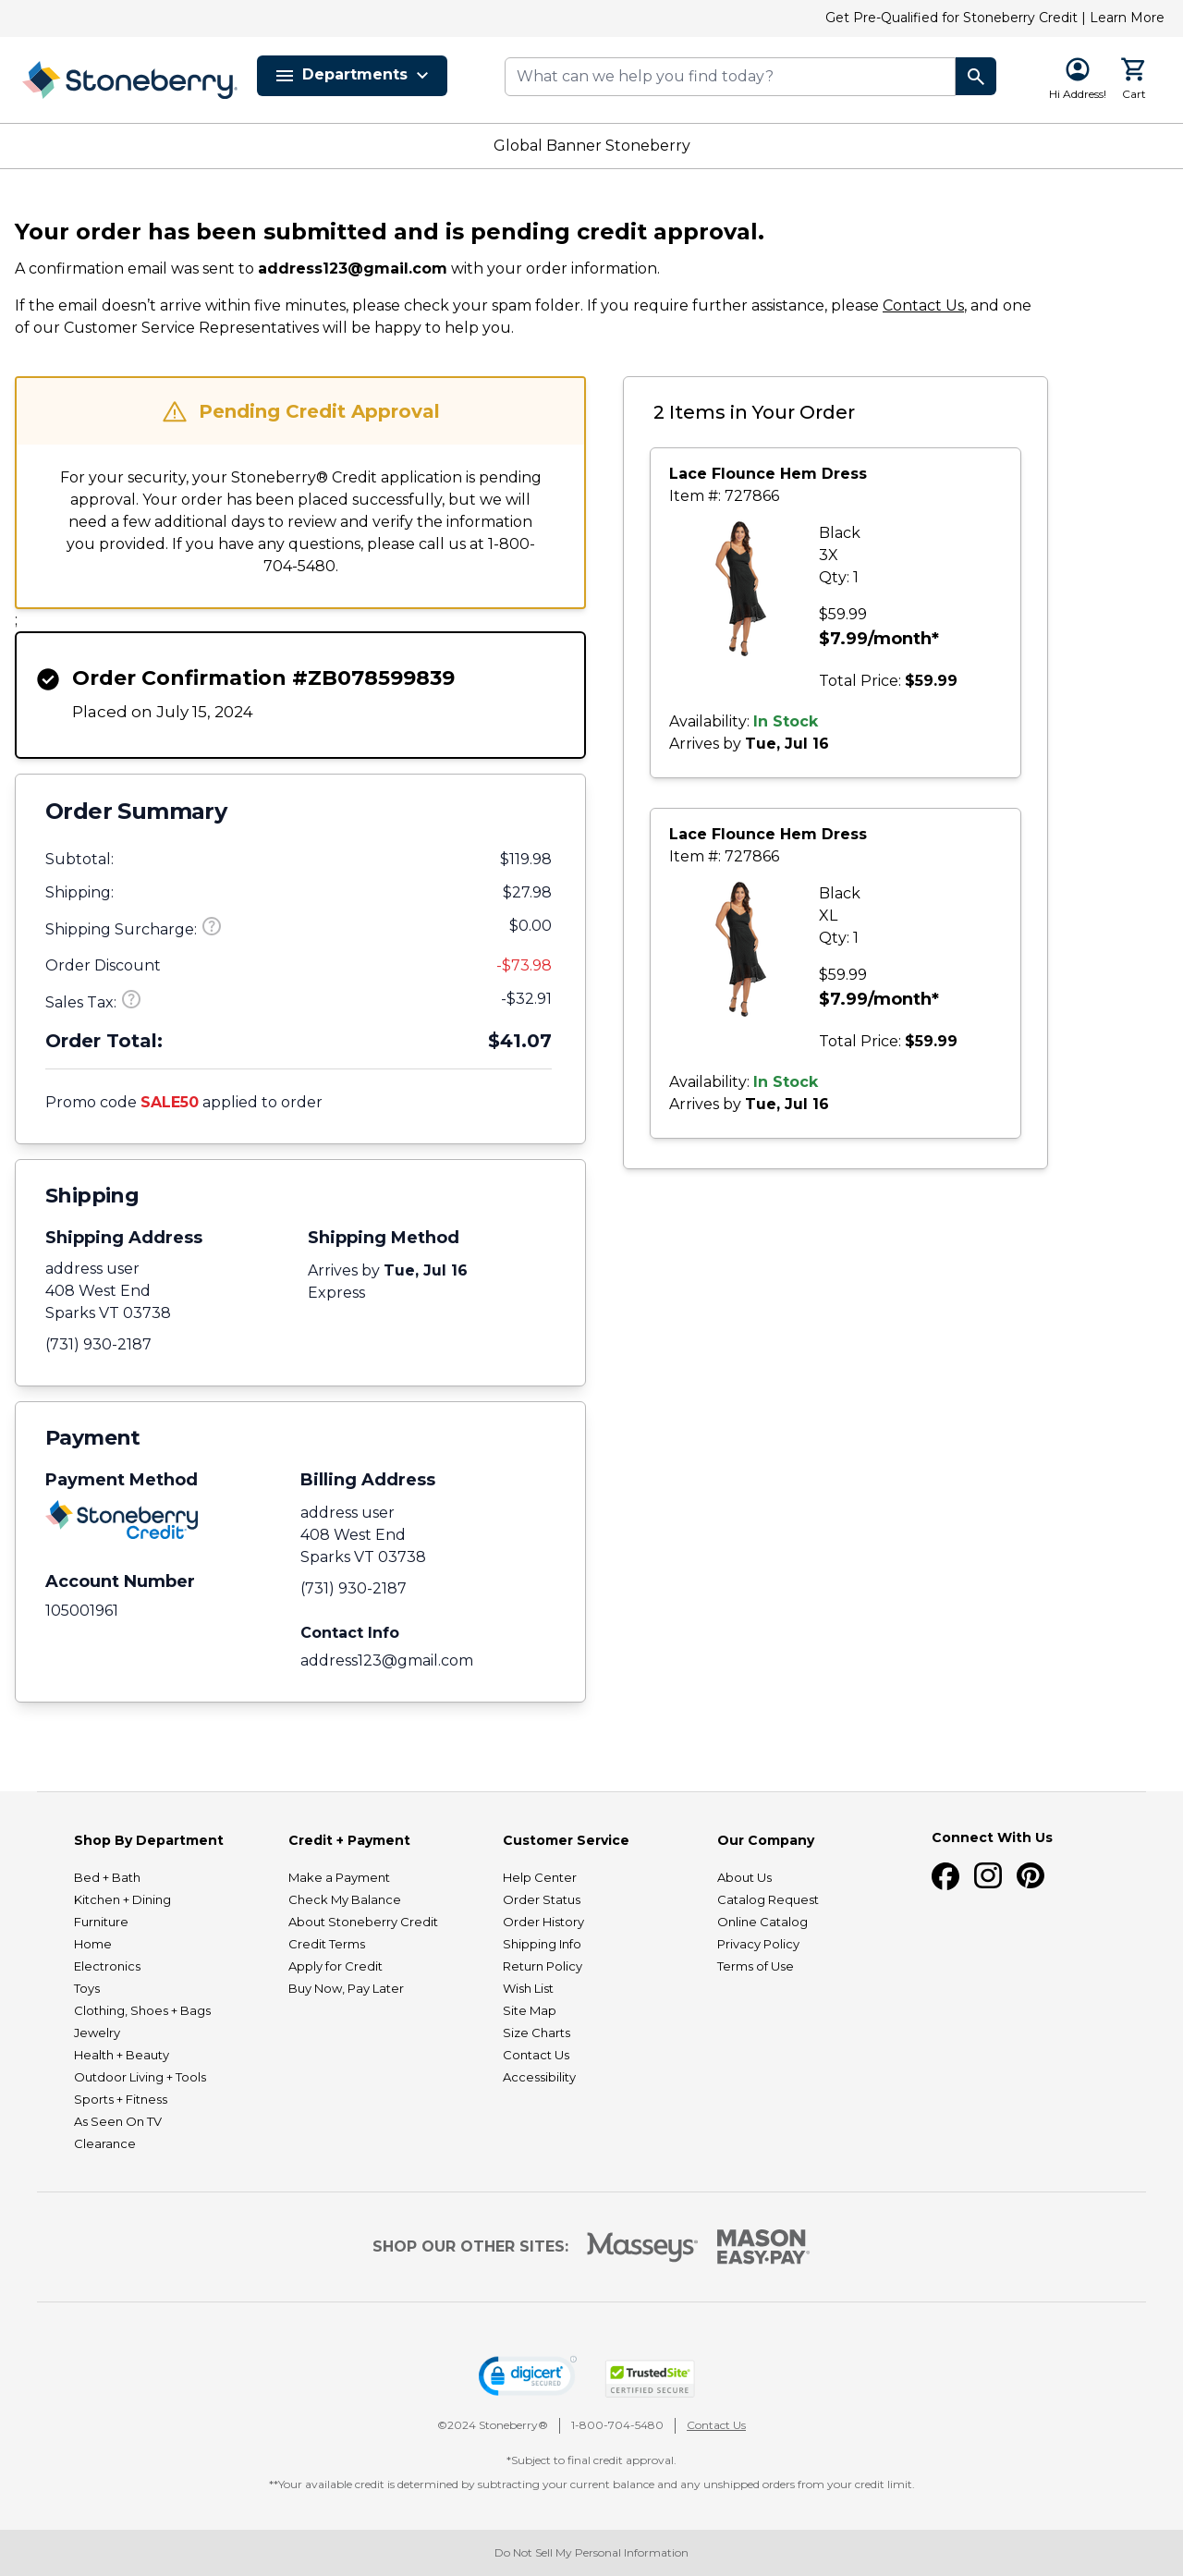 Get Pre-Qualified for Stoneberry Credit | Learn More
Stoneberry
Departments
What can we help you find today?
Hi Address!
Cart
Global Banner Stoneberry
Your order has been submitted and is pending credit approval.
A confirmation email was sent to address123@gmail.com with your order information.
If the email doesn’t arrive within five minutes, please check your spam folder. If you require further assistance, please Contact Us, and one
of our Customer Service Representatives will be happy to help you.
Pending Credit Approval
For your security, your Stoneberry® Credit application is pending
approval. Your order has been placed successfully, but we will
need a few additional days to review and verify the information
you provided. If you have any questions, please call us at 1-800-
704-5480.
;
Order Confirmation #ZB078599839
Placed on July 15, 2024
Order Summary
Subtotal: $119.98
Shipping: $27.98
Shipping Surcharge: ? $0.00
Order Discount -$73.98
Sales Tax: ? -$32.91
Order Total: $41.07
Promo code SALE50 applied to order
Shipping
Shipping Address
address user
408 West End
Sparks VT 03738
(731) 930-2187
Shipping Method
Arrives by Tue, Jul 16
Express
Payment
Payment Method
Stoneberry
Credit
Account Number
105001961
Billing Address
address user
408 West End
Sparks VT 03738
(731) 930-2187
Contact Info
address123@gmail.com
2 Items in Your Order
Lace Flounce Hem Dress
Item #: 727866
Black
3X
Qty: 1
$59.99
$7.99/month*
Total Price: $59.99
Availability: In Stock
Arrives by Tue, Jul 16
Lace Flounce Hem Dress
Item #: 727866
Black
XL
Qty: 1
$59.99
$7.99/month*
Total Price: $59.99
Availability: In Stock
Arrives by Tue, Jul 16
Shop By Department
Bed + Bath
Kitchen + Dining
Furniture
Home
Electronics
Toys
Clothing, Shoes + Bags
Jewelry
Health + Beauty
Outdoor Living + Tools
Sports + Fitness
As Seen On TV
Clearance
Credit + Payment
Make a Payment
Check My Balance
About Stoneberry Credit
Credit Terms
Apply for Credit
Buy Now, Pay Later
Customer Service
Help Center
Order Status
Order History
Shipping Info
Return Policy
Wish List
Site Map
Size Charts
Contact Us
Accessibility
Our Company
About Us
Catalog Request
Online Catalog
Privacy Policy
Terms of Use
Connect With Us
SHOP OUR OTHER SITES:
Masseys®
MASON
EASY•PAY®
digicert
SECURED
TrustedSite®
CERTIFIED SECURE
©2024 Stoneberry® | 1-800-704-5480 | Contact Us
*Subject to final credit approval.
**Your available credit is determined by subtracting your current balance and any unshipped orders from your credit limit.
Do Not Sell My Personal Information